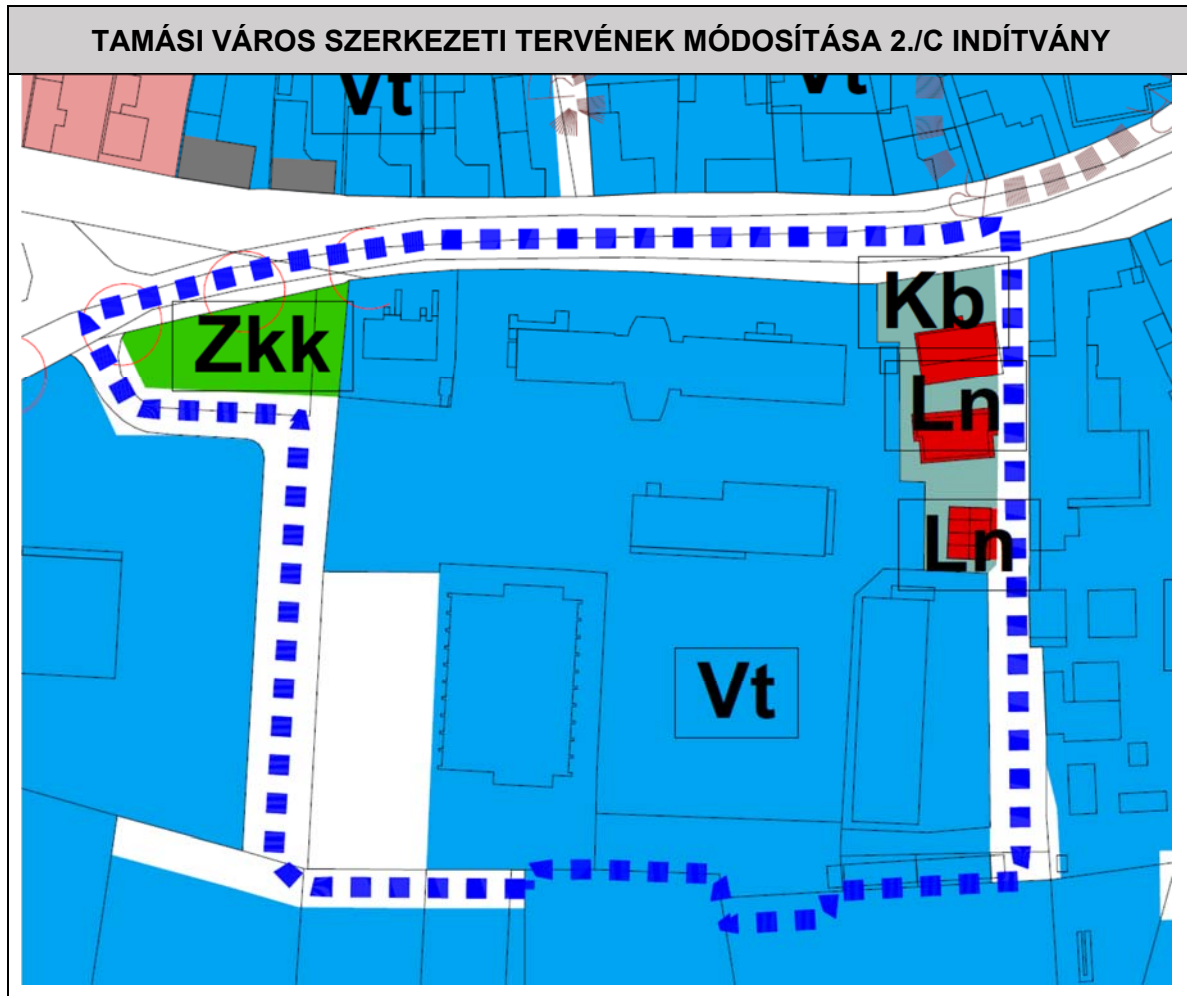 TAMÁSI VÁROS SZERKEZETI TERVÉNEK MÓDOSÍTÁSA 2./C INDÍTVÁNY
Vt
Vt
Kb
Zkk
Ln
Ln
Vt